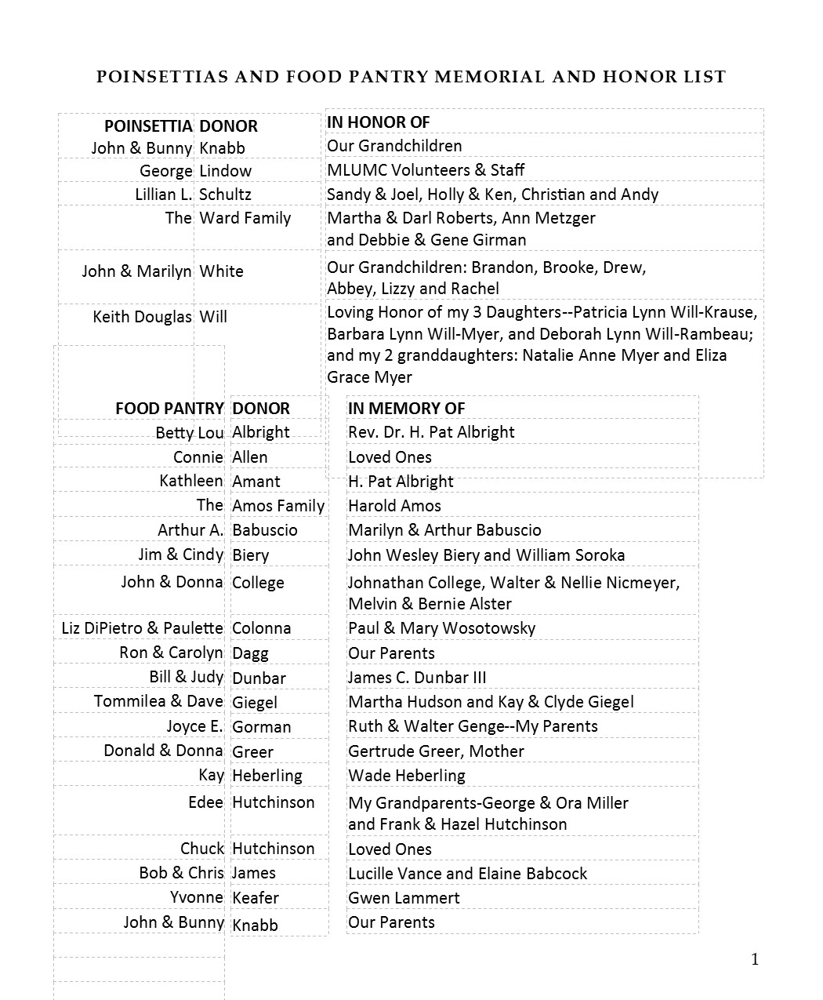 POINSETTIAS AND FOOD PANTRY MEMORIAL AND HONOR LIST
POINSETTIA DONOR IN HONOR OF
John & Bunny Knabb Our Grandchildren
George Lindow MLUMC Volunteers & Staff
Lillian L. Schultz Sandy & Joel, Holly & Ken, Christian and Andy
The Ward Family Martha & Darl Roberts, Ann Metzger
and Debbie & Gene Girman
John & Marilyn White Our Grandchildren: Brandon, Brooke, Drew,
Abbey, Lizzy and Rachel
Keith Douglas Will Loving Honor of my 3 Daughters--Patricia Lynn Will-Krause,
Barbara Lynn Will-Myer, and Deborah Lynn Will-Rambeau;
and my 2 granddaughters: Natalie Anne Myer and Eliza
Grace Myer
FOOD PANTRY DONOR IN MEMORY OF
Betty Lou Albright Rev. Dr. H. Pat Albright
Connie Allen Loved Ones
Kathleen Amant H. Pat Albright
The Amos Family Harold Amos
Arthur A. Babuscio Marilyn & Arthur Babuscio
Jim & Cindy Biery John Wesley Biery and William Soroka
John & Donna College Johnathan College, Walter & Nellie Nicmeyer,
Melvin & Bernie Alster
Liz DiPietro & Paulette Colonna Paul & Mary Wosotowsky
Ron & Carolyn Dagg Our Parents
Bill & Judy Dunbar James C. Dunbar III
Tommilea & Dave Giegel Martha Hudson and Kay & Clyde Giegel
Joyce E. Gorman Ruth & Walter Genge--My Parents
Donald & Donna Greer Gertrude Greer, Mother
Kay Heberling Wade Heberling
Edee Hutchinson My Grandparents-George & Ora Miller
and Frank & Hazel Hutchinson
Chuck Hutchinson Loved Ones
Bob & Chris James Lucille Vance and Elaine Babcock
Yvonne Keafer Gwen Lammert
John & Bunny Knabb Our Parents
1